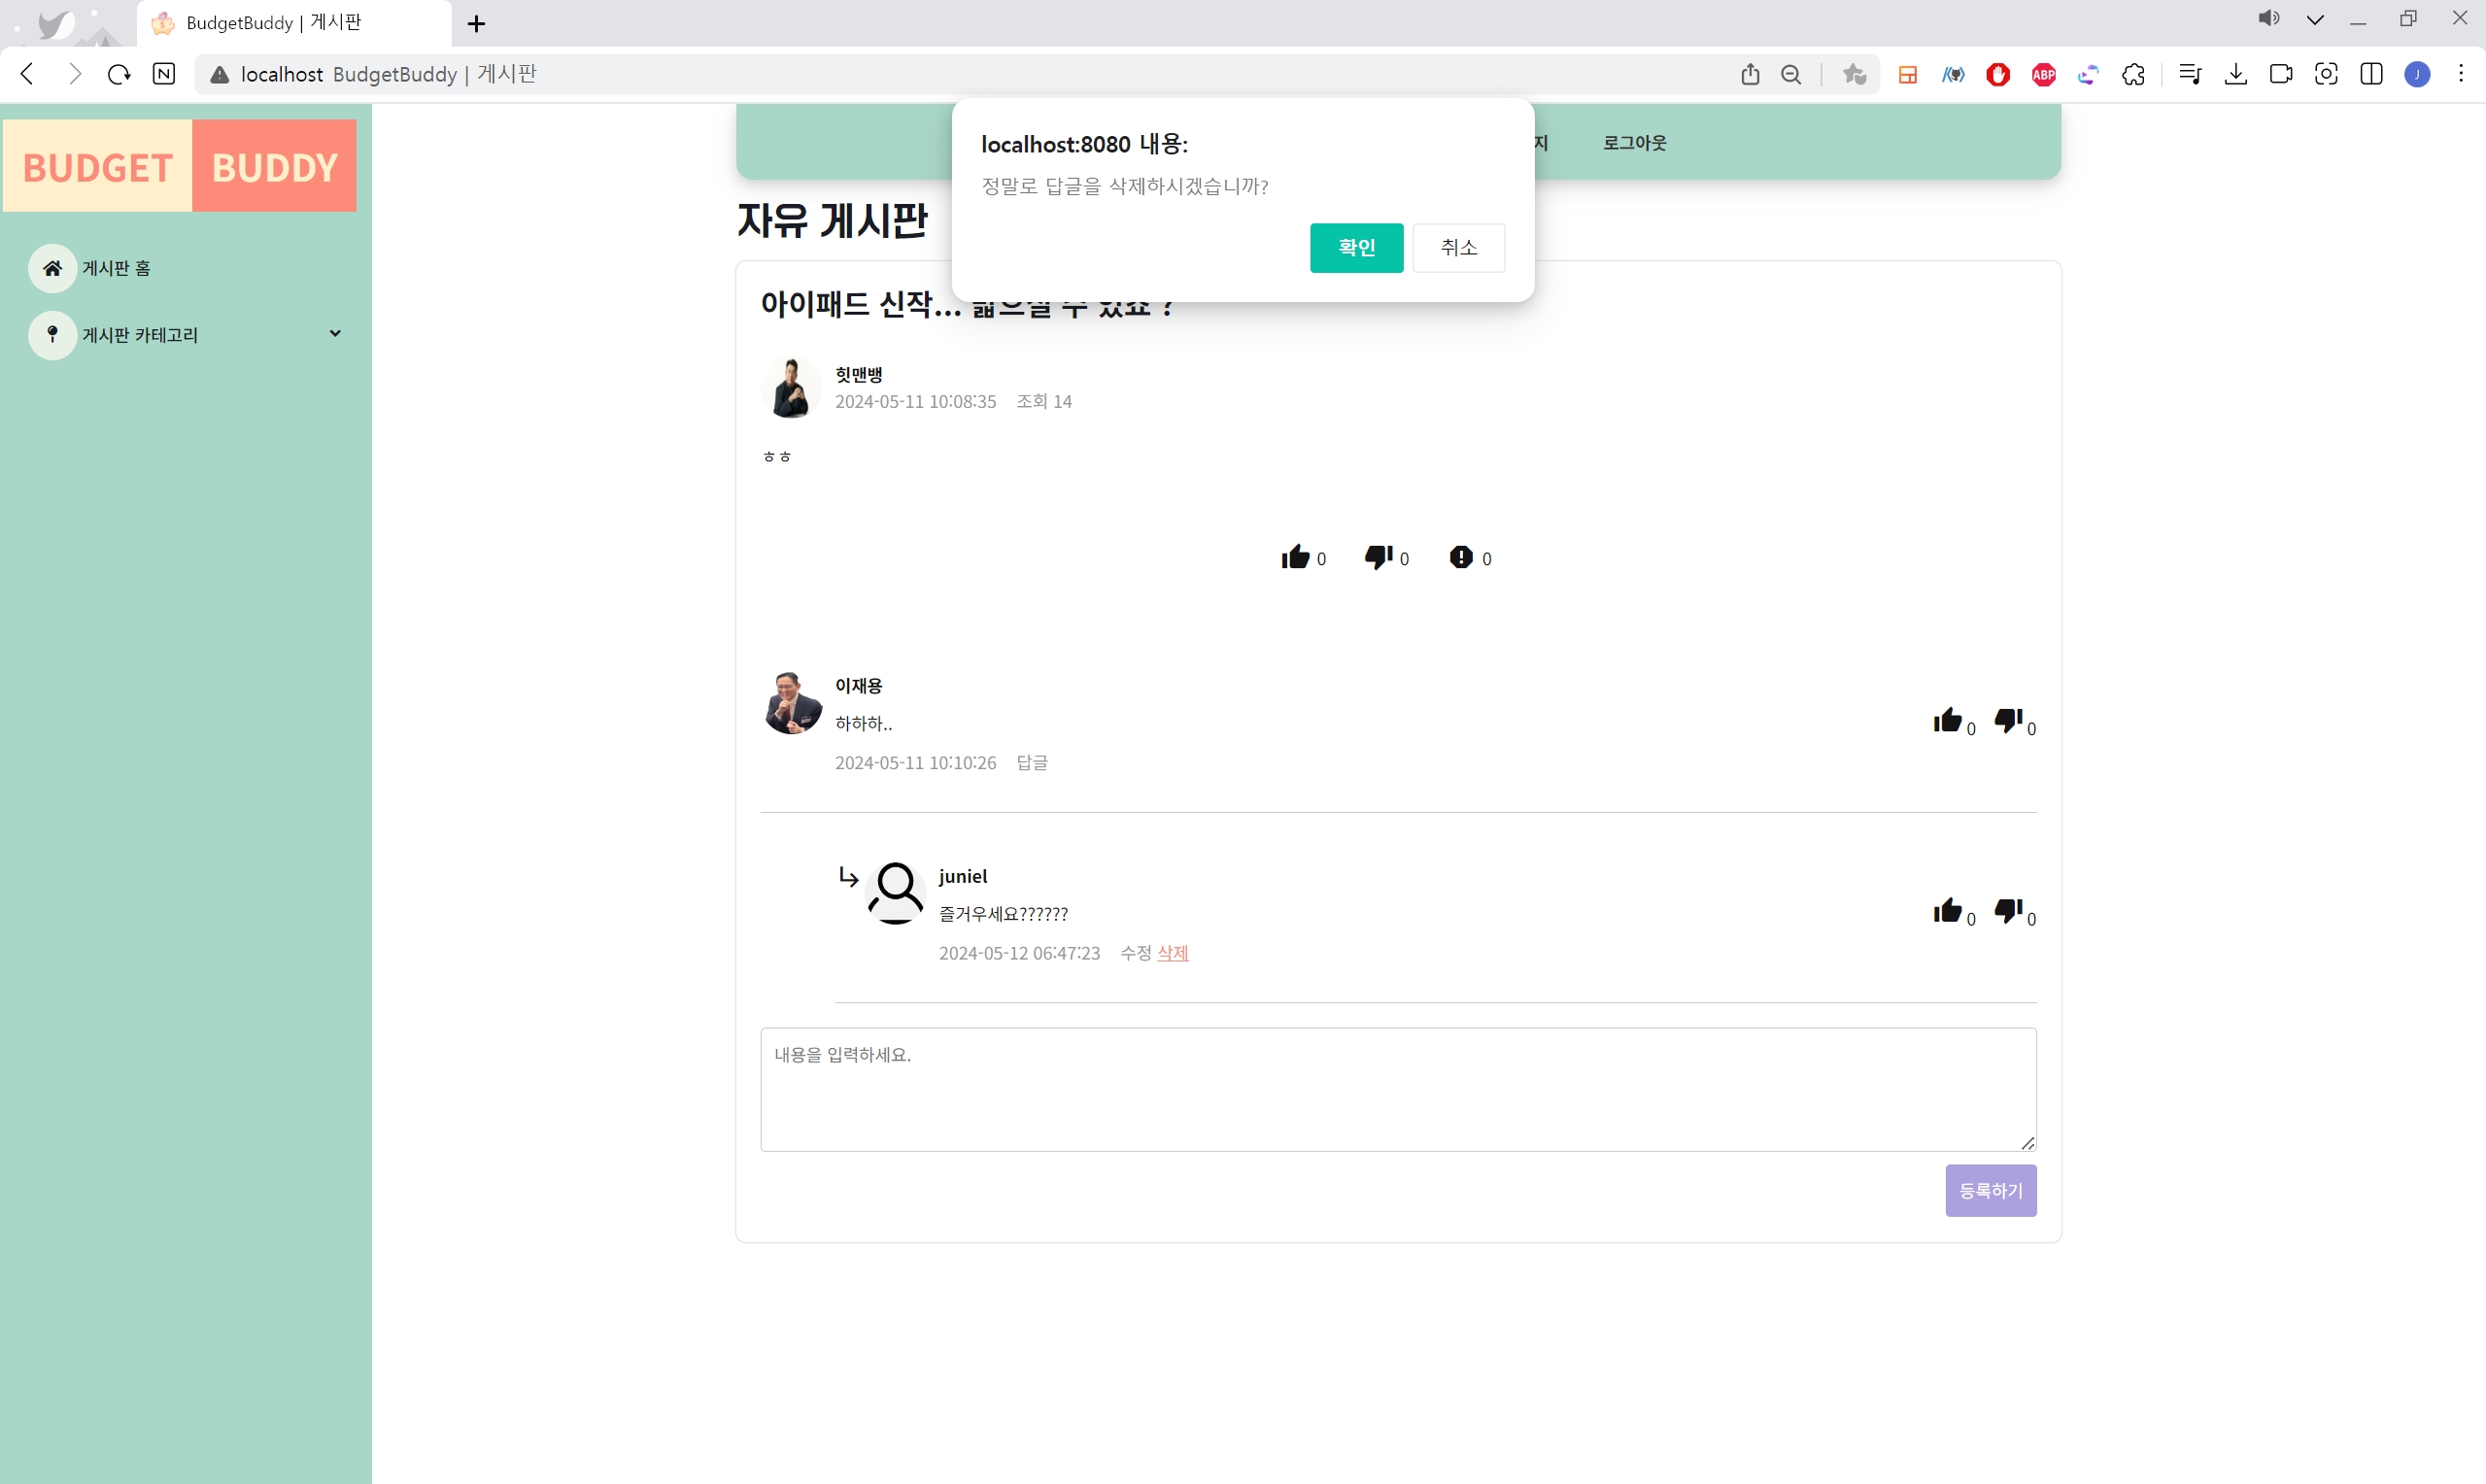 BudgetBuddy | 게시판
localhost BudgetBuddy | 게시판
ABP
J
BUDGET BUDDY
게시판 홈
게시판 카테고리
지 로그아웃
localhost:8080 내용:
정말로 답글을 삭제하시겠습니까?
확인 취소
자유 게시판
아이패드 신작... 수 있죠 ?
힛맨뱅
2024-05-11 10:08:35 조회 14
ㅎㅎ
0 0 0
이재용
하하하..
0 0
2024-05-11 10:10:26 답글
juniel
즐거우세요??????
0 0
2024-05-12 06:47:23 수정 삭제
내용을 입력하세요.
등록하기